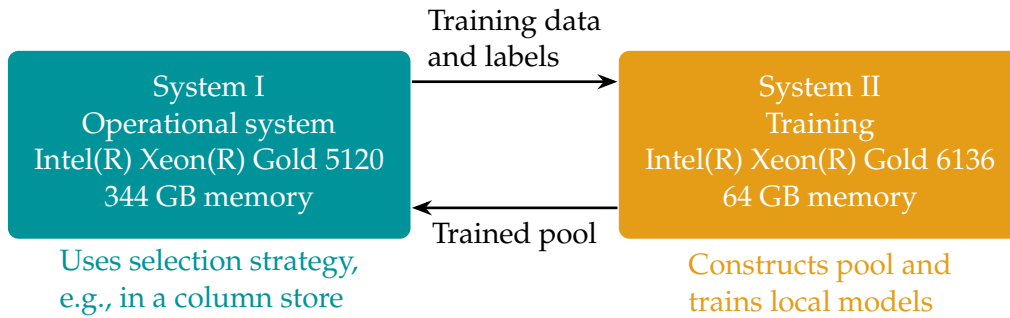 Training data
and labels
System I
Operational system
Intel(R) Xeon(R) Gold 5120
344 GB memory
System II
Training
Intel(R) Xeon(R) Gold 6136
64 GB memory
Trained pool
Uses selection strategy,
e.g., in a column store
Constructs pool and
trains local models